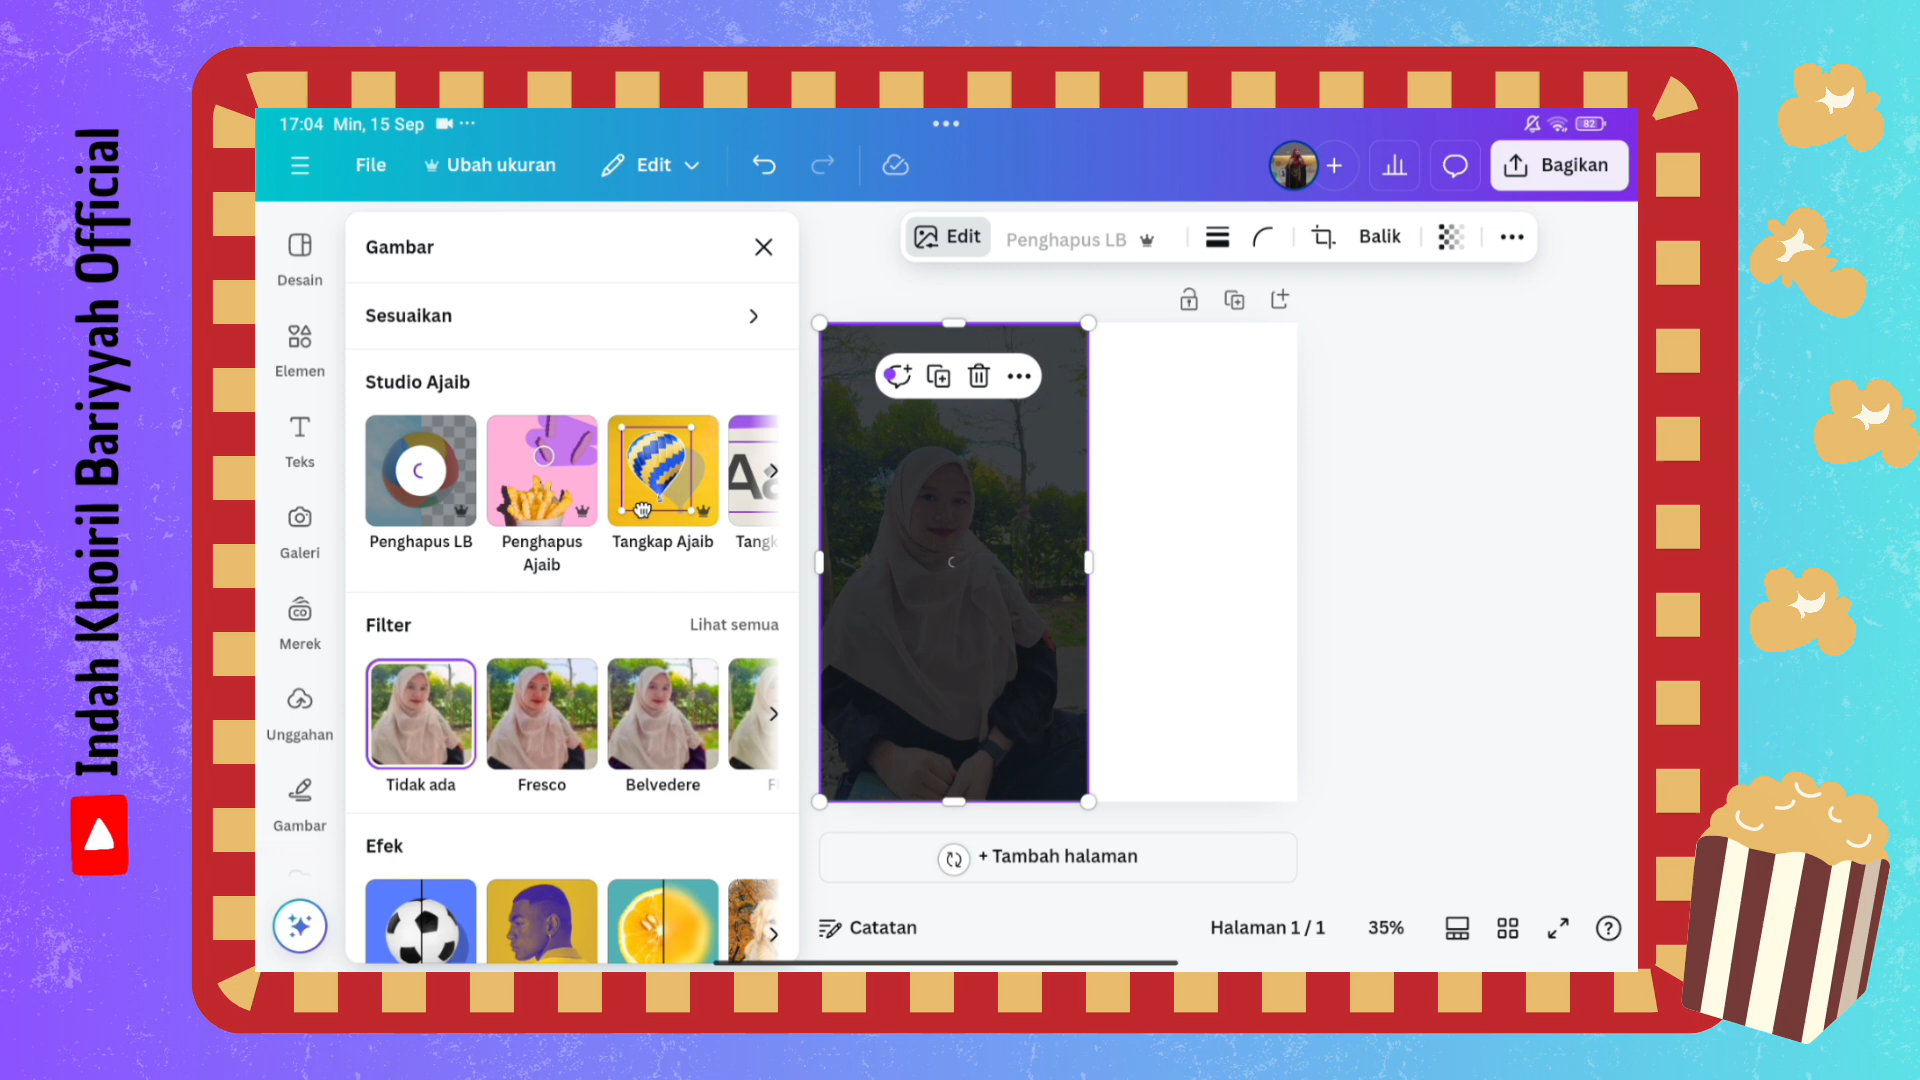 Indah Khoiril Bariyyah Official
17:04 Min, 15 Sep
82
File
Ubah ukuran
Edit
Bagikan
Desain
Elemen
Teks
Galeri
CO
Merek
Unggahan
Gambar
Gambar
Sesuaikan
Studio Ajaib
Penghapus LB
Penghapus Ajaib
Tangkap Ajaib
Tangk
Filter
Lihat semua
Tidak ada
Fresco
Belvedere
Efek
Edit
Penghapus LB
Balik
+ Tambah halaman
Catatan
Halaman 1 / 1
35%